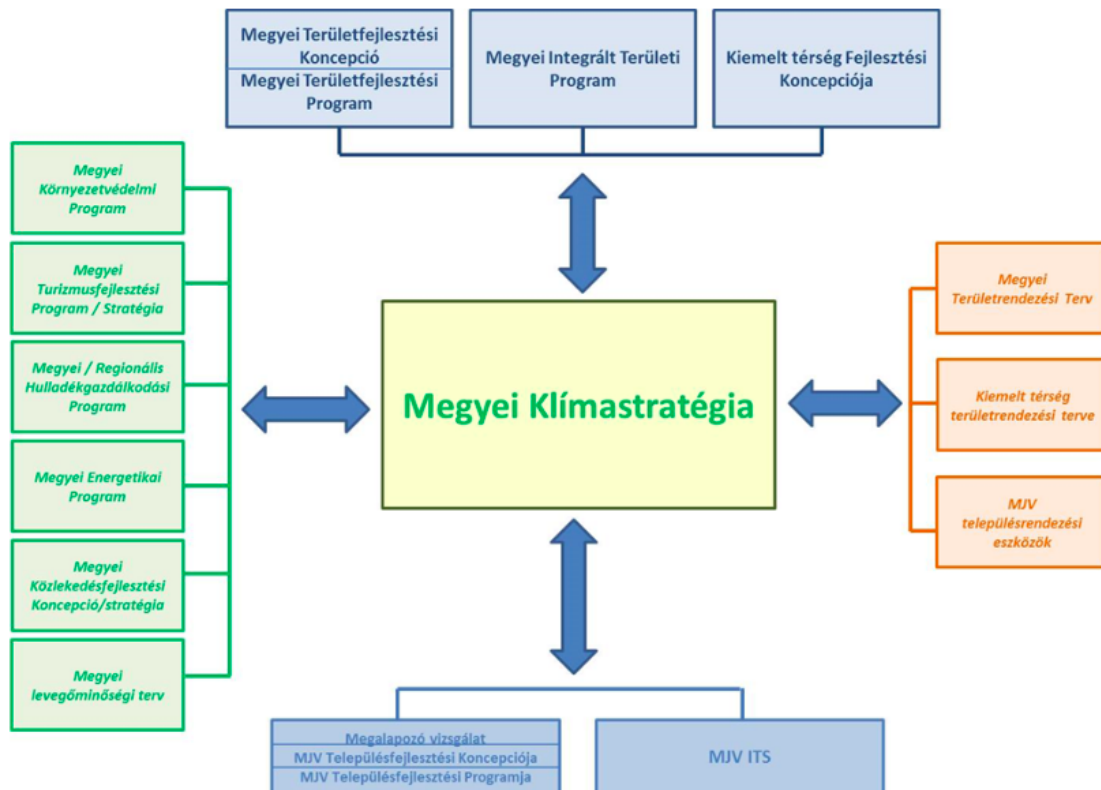 Megyei Területfejlesztési
Koncepció
Megyei Területfejlesztési
Program
Megyei Integrált Területi
Program
Kiemelt térség Fejlesztési
Koncepciója
Megyei
Környezetvédelmi
Program
Megyei
Turizmusfejlesztési
Program / Stratégia
Megyei / Regionális
Hulladékgazdálkodási
Program
Megyei Energetikai
Program
Megyei
Közlekedésfejlesztési
Koncepció/stratégia
Megyei
levegőminőségi terv
Megyei Klímastratégia
Megyei
Területrendezési Terv
Kiemelt térség
területrendezési terve
MJV
településrendezési
eszközök
Megalapozó vizsgálat
MJV Településfejlesztési Koncepciója
MJV Településfejlesztési Programja
MJV ITS